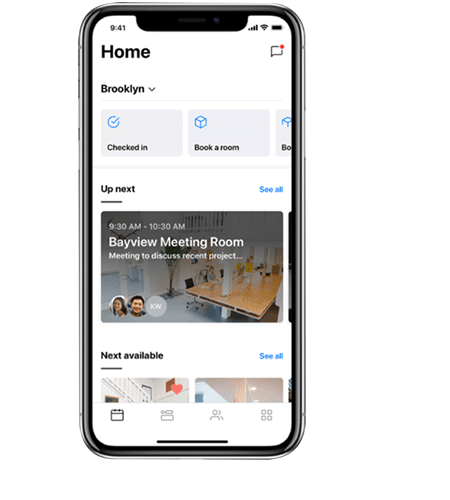 9:41
Home
Brooklyn
Checked in
Book a room
Bo
Up next
See all
9:30 AM - 10:30 AM
Bayview Meeting Room
Meeting to discuss recent project...
KW
Next available
See all